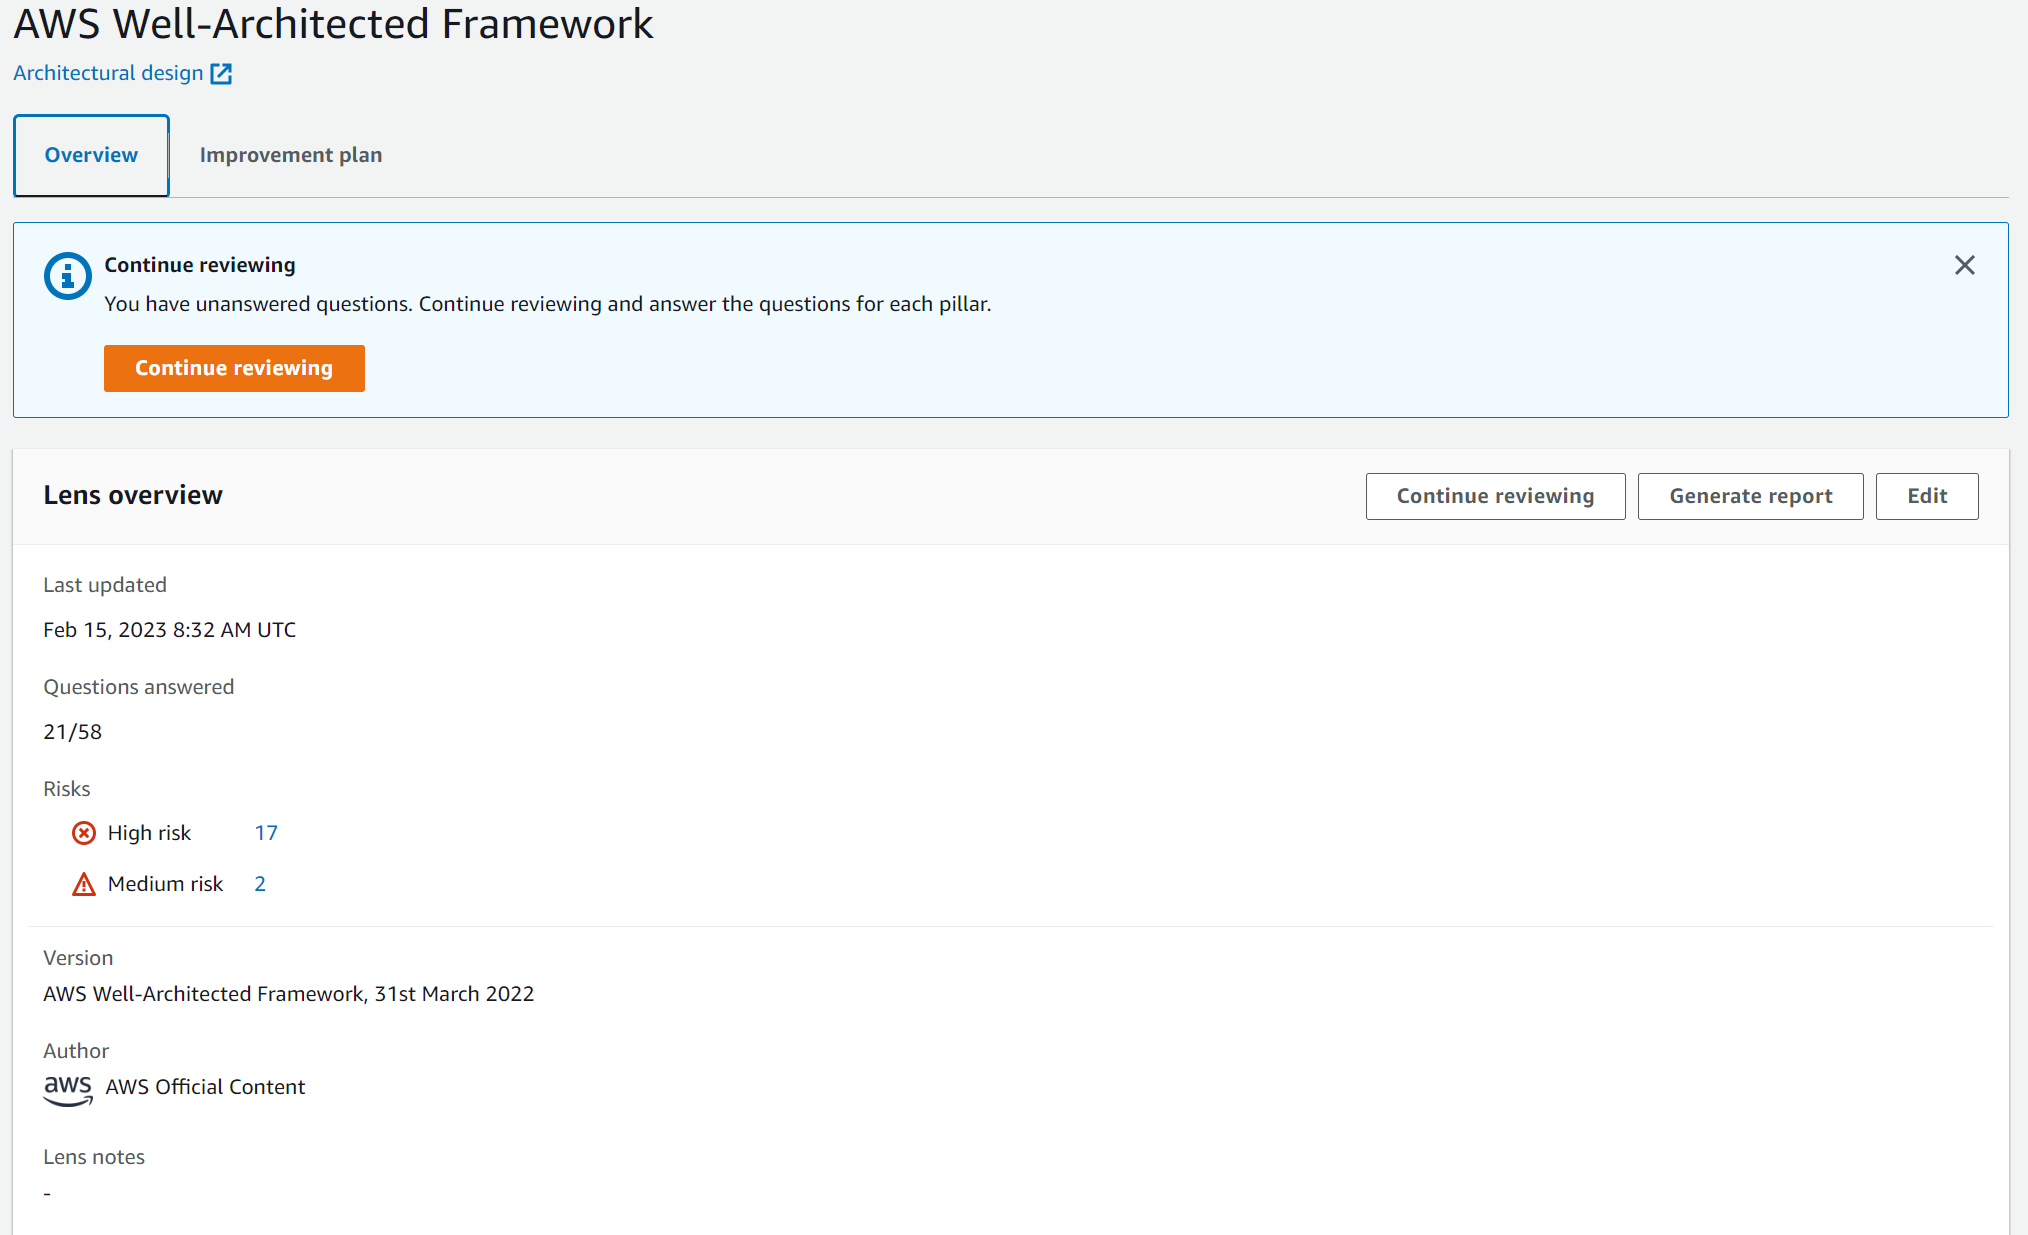 AWS Well-Architected Framework
Architectural design
Overview
Improvement plan
Continue reviewing
You have unanswered questions. Continue reviewing and answer the questions for each pillar.
Continue reviewing
Lens overview
Continue reviewing
Generate report
Edit
Last updated
Feb 15, 2023 8:32 AM UTC
Questions answered
21/58
Risks
High risk 17
Medium risk 2
Version
AWS Well-Architected Framework, 31st March 2022
Author
aws AWS Official Content
Lens notes
-